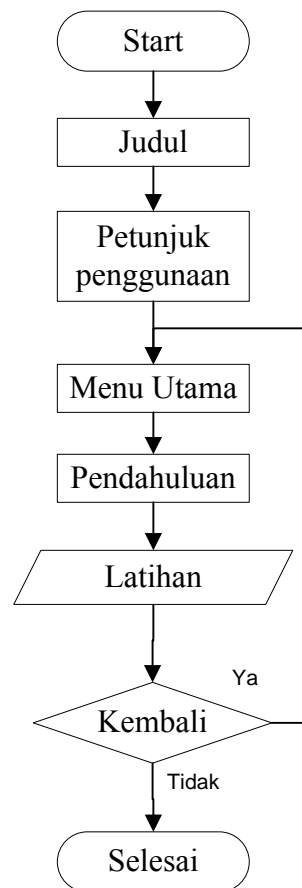 Start
Judul
Petunjuk
penggunaan
Menu Utama
Pendahuluan
Latihan
Ya
Kembali
Tidak
Selesai